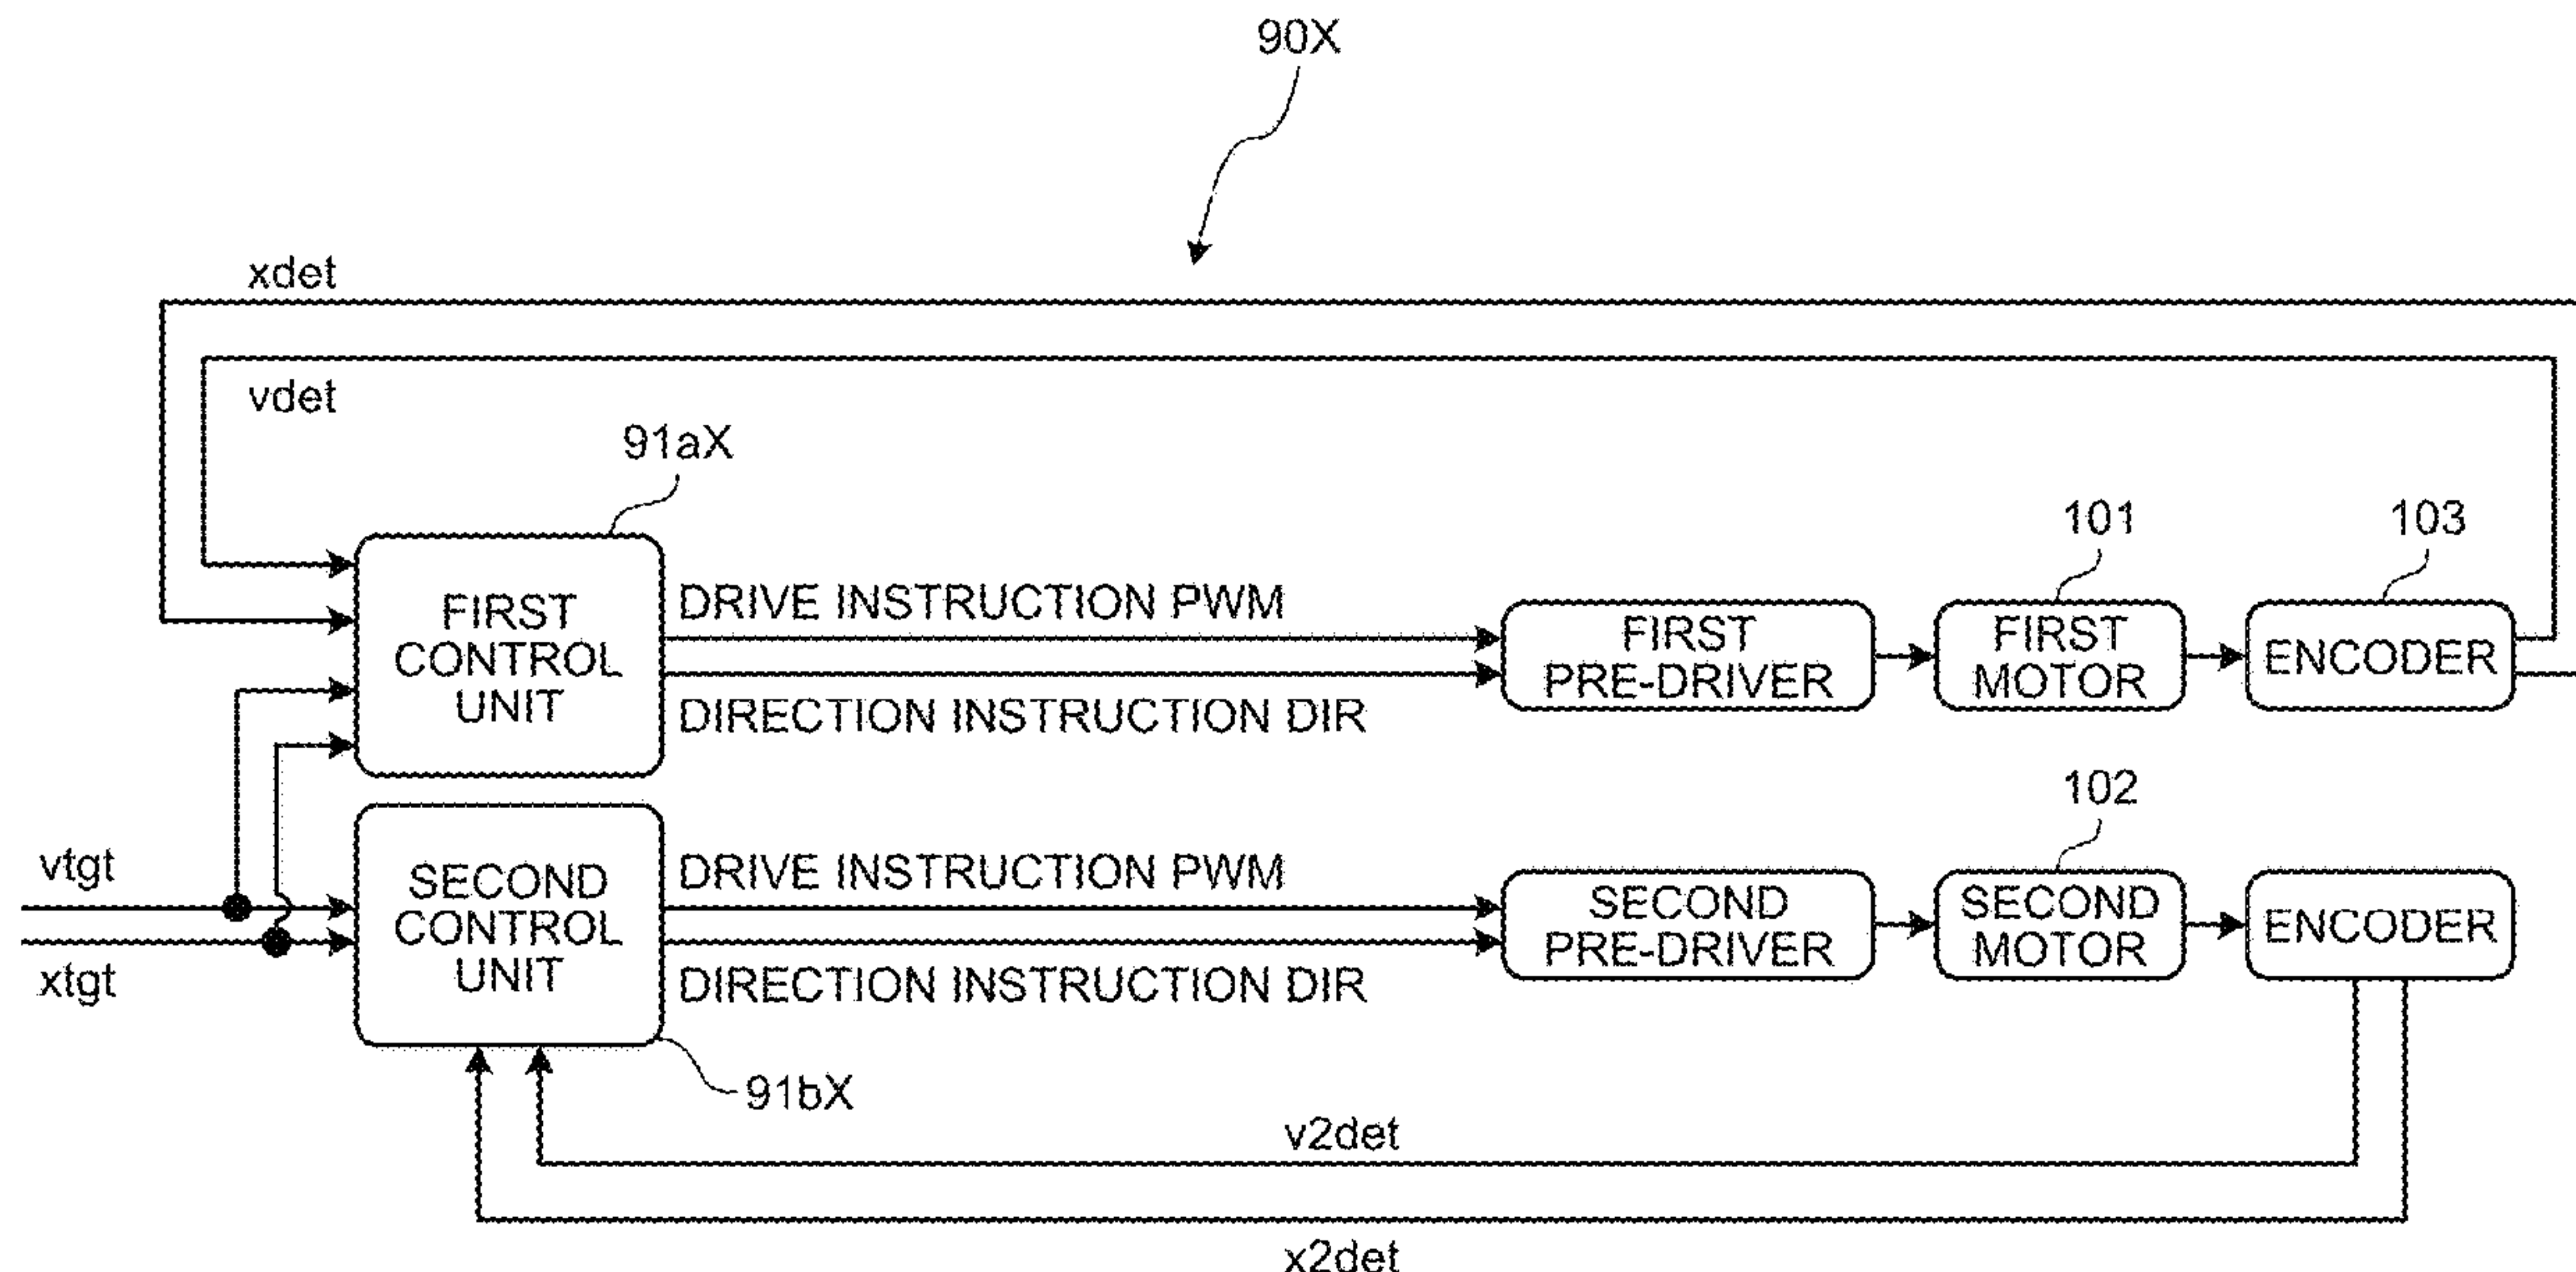 90X
xdet
vdet
91aX
101
103
FIRST
CONTROL
UNIT
DRIVE INSTRUCTION PWM
DIRECTION INSTRUCTION DIR
FIRST
PRE-DRIVER
FIRST
MOTOR
ENCODER
102
vtgt
xtgt
SECOND
CONTROL
UNIT
DRIVE INSTRUCTION PWM
DIRECTION INSTRUCTION DIR
SECOND
PRE-DRIVER
SECOND
MOTOR
ENCODER
91bX
v2det
x2det